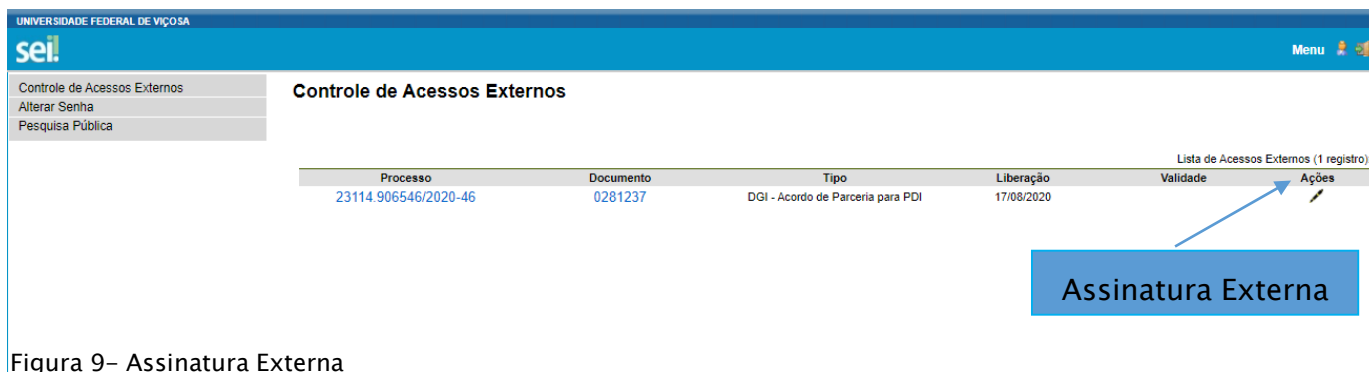 UNIVERSIDADE FEDERAL DE VIÇOSA
sei!
Menu
Controle de Acessos Externos
Alterar Senha
Pesquisa Pública
Controle de Acessos Externos
Lista de Acessos Externos (1 registro)
Processo Documento Tipo Liberação Validade Ações
23114.906546/2020-46 0281237 DGI - Acordo de Parceria para PDI 17/08/2020
Assinatura Externa
Figura 9- Assinatura Externa